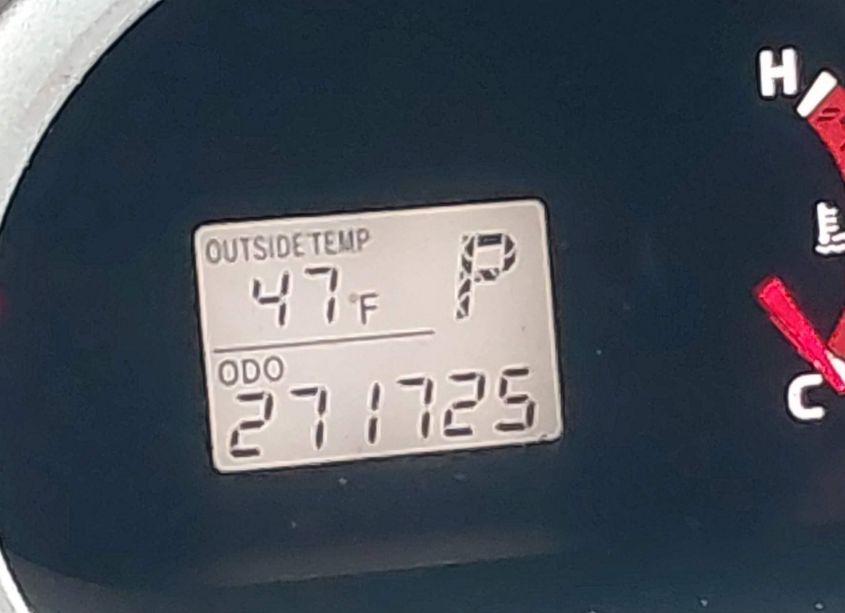 H
OUTSIDE TEMP P
47°F
ODO
271725
C